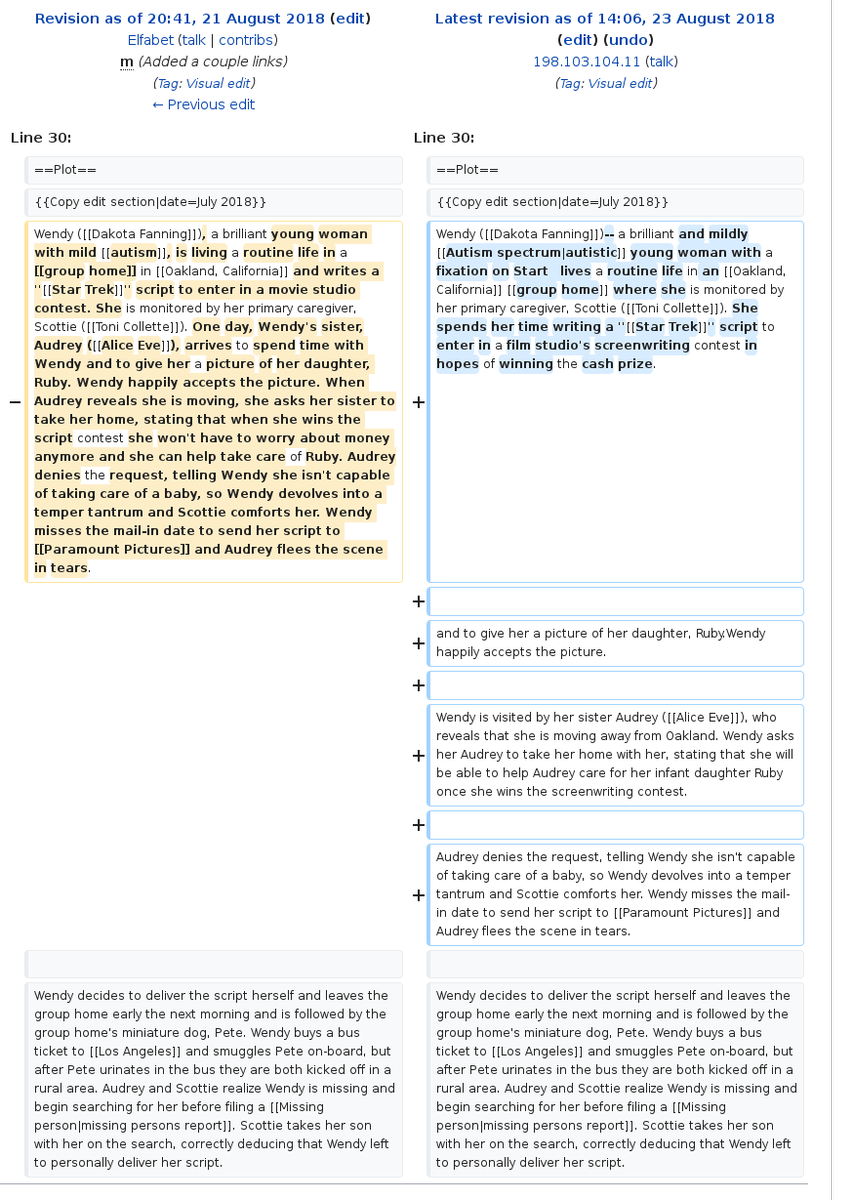 Revision as of 20:41, 21 August 2018 (edit)
Elfabet (talk | contribs)
m (Added a couple links)
(Tag: Visual edit)
← Previous edit
Latest revision as of 14:06, 23 August 2018
(edit) (undo)
198.103.104.11 (talk)
(Tag: Visual edit)
Line 30:
Line 30:
==Plot==
==Plot==
{{Copy edit section|date=July 2018}}
{{Copy edit section|date=July 2018}}
−
Wendy ([[Dakota Fanning]]), a brilliant young woman
with mild [[autism]], is living a routine life in a
[[group home]] in [[Oakland, California]] and writes a
''[[Star Trek]]'' script to enter in a movie studio
contest. She is monitored by her primary caregiver,
Scottie ([[Toni Collette]]). One day, Wendy's sister,
Audrey ([[Alice Eve]]), arrives to spend time with
Wendy and to give her a picture of her daughter,
Ruby. Wendy happily accepts the picture. When
Audrey reveals she is moving, she asks her sister to
take her home, stating that when she wins the
script contest she won't have to worry about money
anymore and she can help take care of Ruby. Audrey
denies the request, telling Wendy she isn't capable
of taking care of a baby, so Wendy devolves into a
temper tantrum and Scottie comforts her. Wendy
misses the mail-in date to send her script to
[[Paramount Pictures]] and Audrey flees the scene
in tears.
+
Wendy ([[Dakota Fanning]])-- a brilliant and mildly
[[Autism spectrum|autistic]] young woman with a
fixation on Start   lives a routine life in an [[Oakland,
California]] [[group home]] where she is monitored by
her primary caregiver, Scottie ([[Toni Collette]]). She
spends her time writing a ''[[Star Trek]]'' script to
enter in a film studio's screenwriting contest in
hopes of winning the cash prize.
+
+
and to give her a picture of her daughter, Ruby.Wendy
happily accepts the picture.
+
+
Wendy is visited by her sister Audrey ([[Alice Eve]]), who
reveals that she is moving away from Oakland. Wendy asks
her Audrey to take her home with her, stating that she will
be able to help Audrey care for her infant daughter Ruby
once she wins the screenwriting contest.
+
+
Audrey denies the request, telling Wendy she isn't capable
of taking care of a baby, so Wendy devolves into a temper
tantrum and Scottie comforts her. Wendy misses the mail-
in date to send her script to [[Paramount Pictures]] and
Audrey flees the scene in tears.
Wendy decides to deliver the script herself and leaves the
group home early the next morning and is followed by the
group home's miniature dog, Pete. Wendy buys a bus
ticket to [[Los Angeles]] and smuggles Pete on-board, but
after Pete urinates in the bus they are both kicked off in a
rural area. Audrey and Scottie realize Wendy is missing and
begin searching for her before filing a [[Missing
person|missing persons report]]. Scottie takes her son
with her on the search, correctly deducing that Wendy left
to personally deliver her script.
Wendy decides to deliver the script herself and leaves the
group home early the next morning and is followed by the
group home's miniature dog, Pete. Wendy buys a bus
ticket to [[Los Angeles]] and smuggles Pete on-board, but
after Pete urinates in the bus they are both kicked off in a
rural area. Audrey and Scottie realize Wendy is missing and
begin searching for her before filing a [[Missing
person|missing persons report]]. Scottie takes her son
with her on the search, correctly deducing that Wendy left
to personally deliver her script.